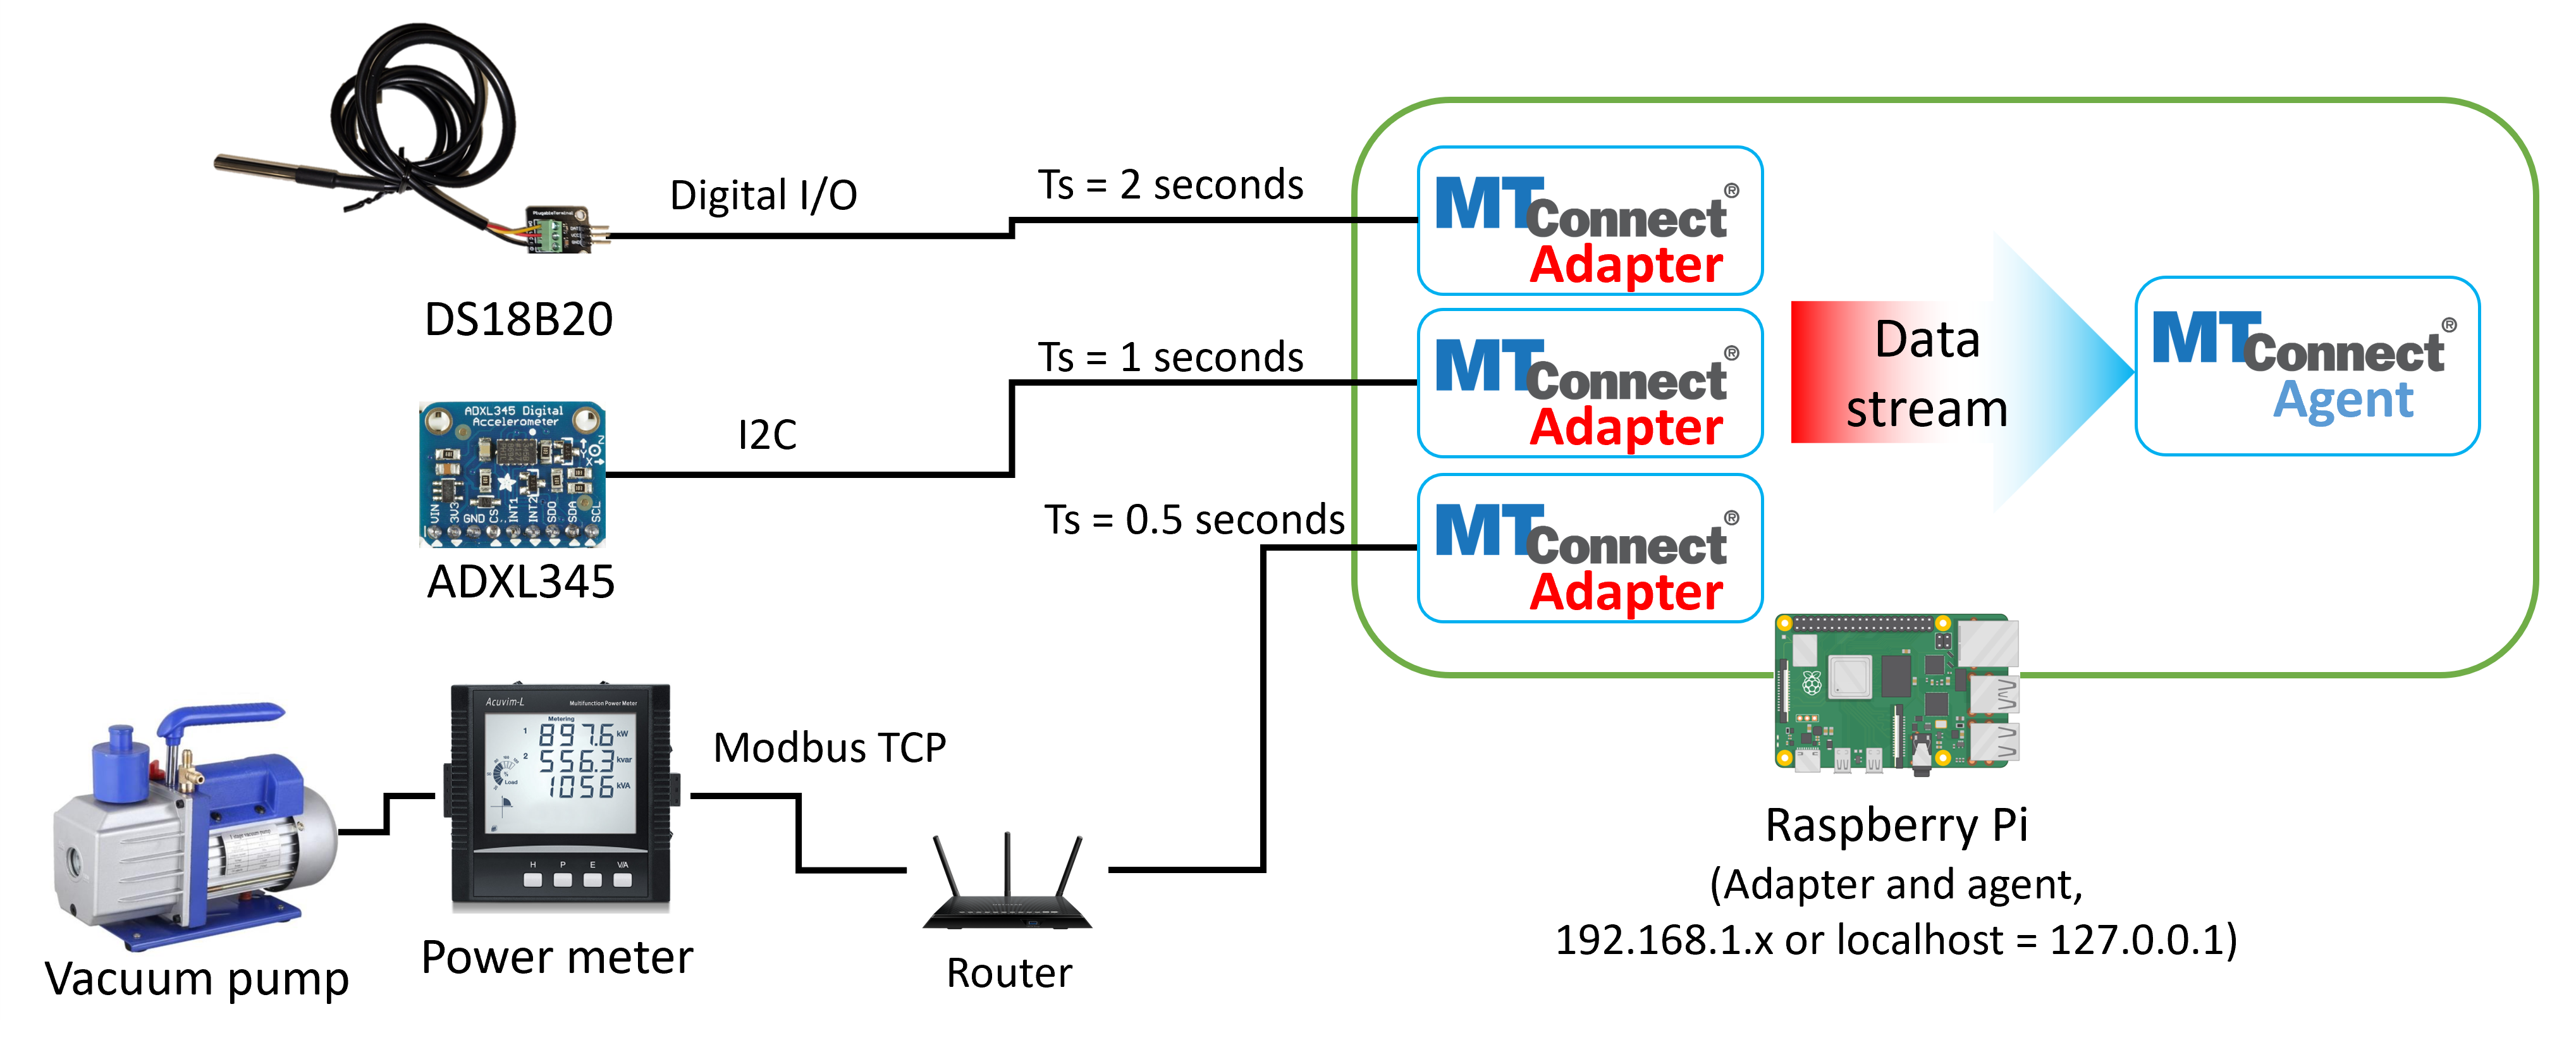 Digital I/O
Ts = 2 seconds
DS18B20
MTConnect®
Adapter
Ts = 1 seconds
I2C
ADXL345 Digital
Accelerometer
VIN
3V3
GND
CS
INT1
INT2
SDO
SDA
SCL
Z
Y
X
ADXL345
MTConnect®
Adapter
Data
stream
MTConnect®
Agent
Ts = 0.5 seconds
MTConnect®
Adapter
Modbus TCP
Acuvim-L
Multifunction Power Meter
Metering
1 897.6 kW
2 556.3 kvar
1056 kVA
%
Load
H P E V/A
Vacuum pump
Power meter
Router
Raspberry Pi
(Adapter and agent,
192.168.1.x or localhost = 127.0.0.1)